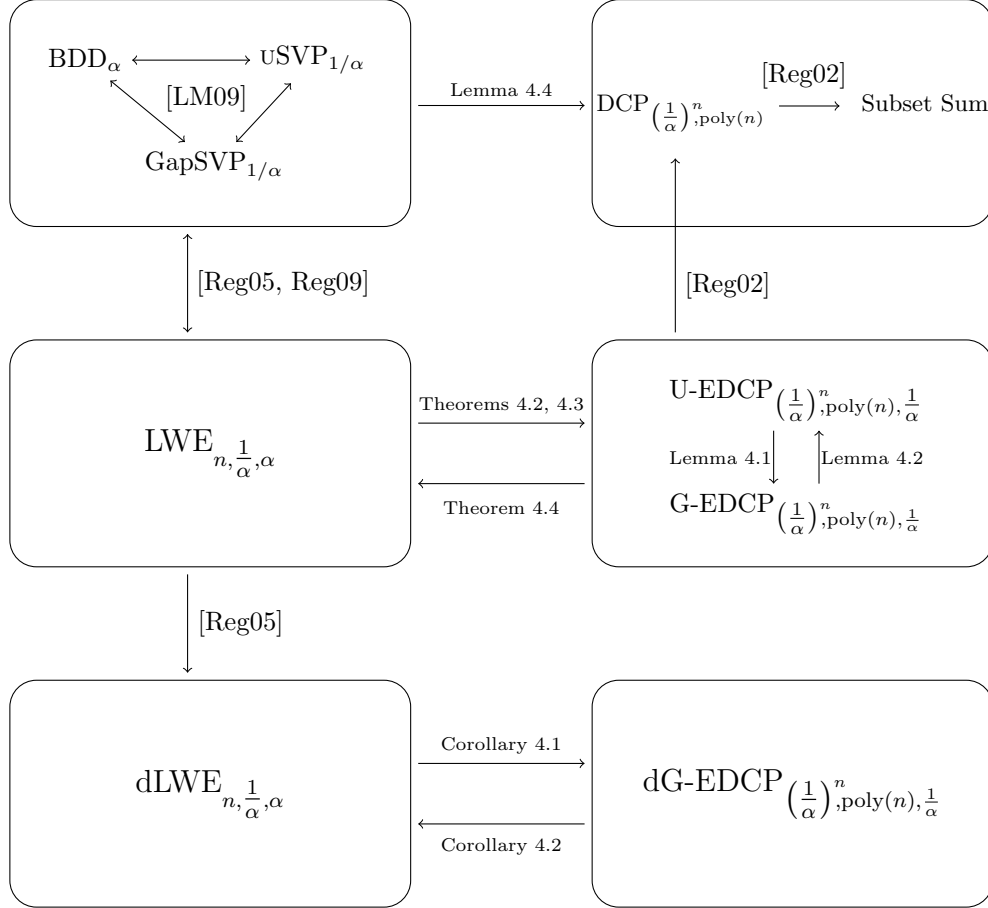 BDD_α
USVP_{1/α}
[LM09]
GapSVP_{1/α}
Lemma 4.4
DCP_{(1/α)^n,poly(n)}
[Reg02]
Subset Sum
[Reg05, Reg09]
[Reg02]
LWE_{n,1/α,α}
Theorems 4.2, 4.3
Theorem 4.4
U-EDCP_{(1/α)^n,poly(n),1/α}
Lemma 4.1
Lemma 4.2
G-EDCP_{(1/α)^n,poly(n),1/α}
[Reg05]
dLWE_{n,1/α,α}
Corollary 4.1
Corollary 4.2
dG-EDCP_{(1/α)^n,poly(n),1/α}